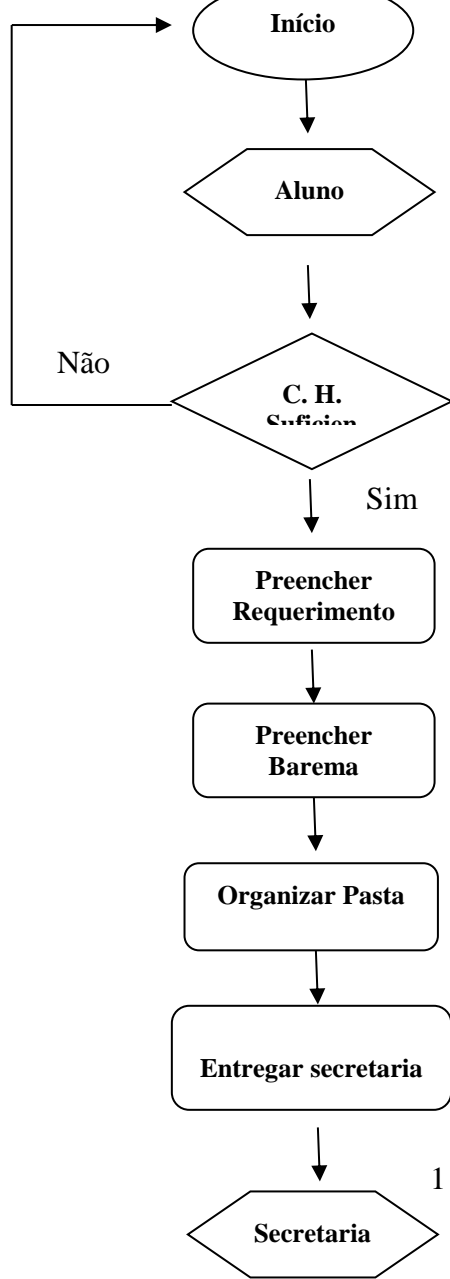 Início
Aluno
Não
C. H.
Sim
Preencher
Requerimento
Preencher
Barema
Organizar Pasta
Entregar secretaria
1
Secretaria